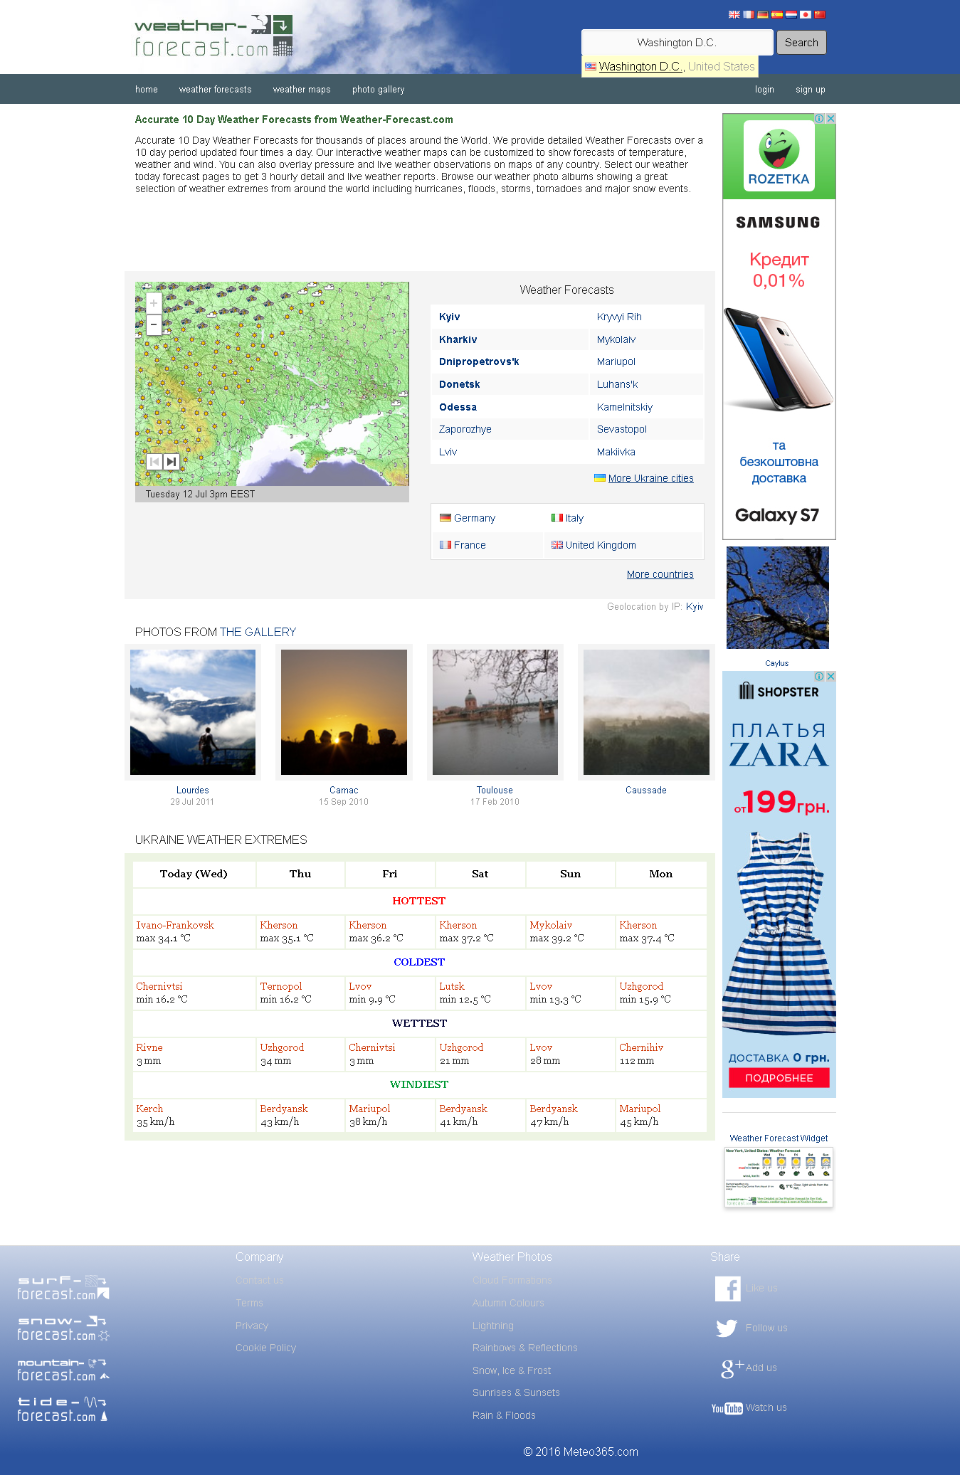 weather-
forecast.com
Washington D.C.
Search
Washington D.C., United States
home
weather forecasts
weather maps
photo gallery
login
sign up
Accurate 10 Day Weather Forecasts from Weather-Forecast.com
Accurate 10 Day Weather Forecasts for thousands of places around the World. We provide detailed Weather Forecasts over a
10 day period updated four times a day. Our interactive weather maps can be customized to show forecasts of temperature,
weather and wind. You can also overlay pressure and live weather observations on maps of any country. Select our weather
today forecast pages to get 3 hourly detail and live weather reports. Browse our weather photo albums showing a great
selection of weather extremes from around the world including hurricanes, floods, storms, tornadoes and major snow events.
ROZETKA
SAMSUNG
Кредит
0,01%
та
безкоштовна
доставка
Galaxy S7
+
−
Tuesday 12 Jul 3pm EEST
Weather Forecasts
Kyiv Kryvyi Rih
Kharkiv Mykolaiv
Dnipropetrovs'k Mariupol
Donetsk Luhans'k
Odessa Kamelnitskiy
Zaporozhye Sevastopol
Lviv Makiivka
More Ukraine cities
Germany Italy
France United Kingdom
More countries
Geolocation by IP: Kyiv
Caylus
PHOTOS FROM THE GALLERY
Lourdes
29 Jul 2011
Carnac
15 Sep 2010
Toulouse
17 Feb 2010
Caussade
SHOPSTER
ПЛАТЬЯ
ZARA
от 199 грн.
ДОСТАВКА 0 грн.
ПОДРОБНЕЕ
UKRAINE WEATHER EXTREMES
Today (Wed) Thu Fri Sat Sun Mon
HOTTEST
Ivano-Frankovsk Kherson Kherson Kherson Mykolaiv Kherson
max 34.1 °C max 35.1 °C max 36.2 °C max 37.2 °C max 39.2 °C max 37.4 °C
COLDEST
Chernivtsi Ternopol Lvov Lutsk Lvov Uzhgorod
min 16.2 °C min 16.2 °C min 9.9 °C min 12.5 °C min 13.3 °C min 15.9 °C
WETTEST
Rivne Uzhgorod Chernivtsi Uzhgorod Lvov Chernihiv
3 mm 34 mm 3 mm 21 mm 28 mm 112 mm
WINDIEST
Kerch Berdyansk Mariupol Berdyansk Berdyansk Mariupol
35 km/h 43 km/h 38 km/h 41 km/h 47 km/h 45 km/h
Weather Forecast Widget
New York, United States: Weather Forecast
surf-
forecast.com
snow-
forecast.com
mountain-
forecast.com
tide-
forecast.com
Company
Contact us
Terms
Privacy
Cookie Policy
Weather Photos
Cloud Formations
Autumn Colours
Lightning
Rainbows & Reflections
Snow, Ice & Frost
Sunrises & Sunsets
Rain & Floods
Share
Like us
Follow us
Add us
YouTube Watch us
© 2016 Meteo365.com